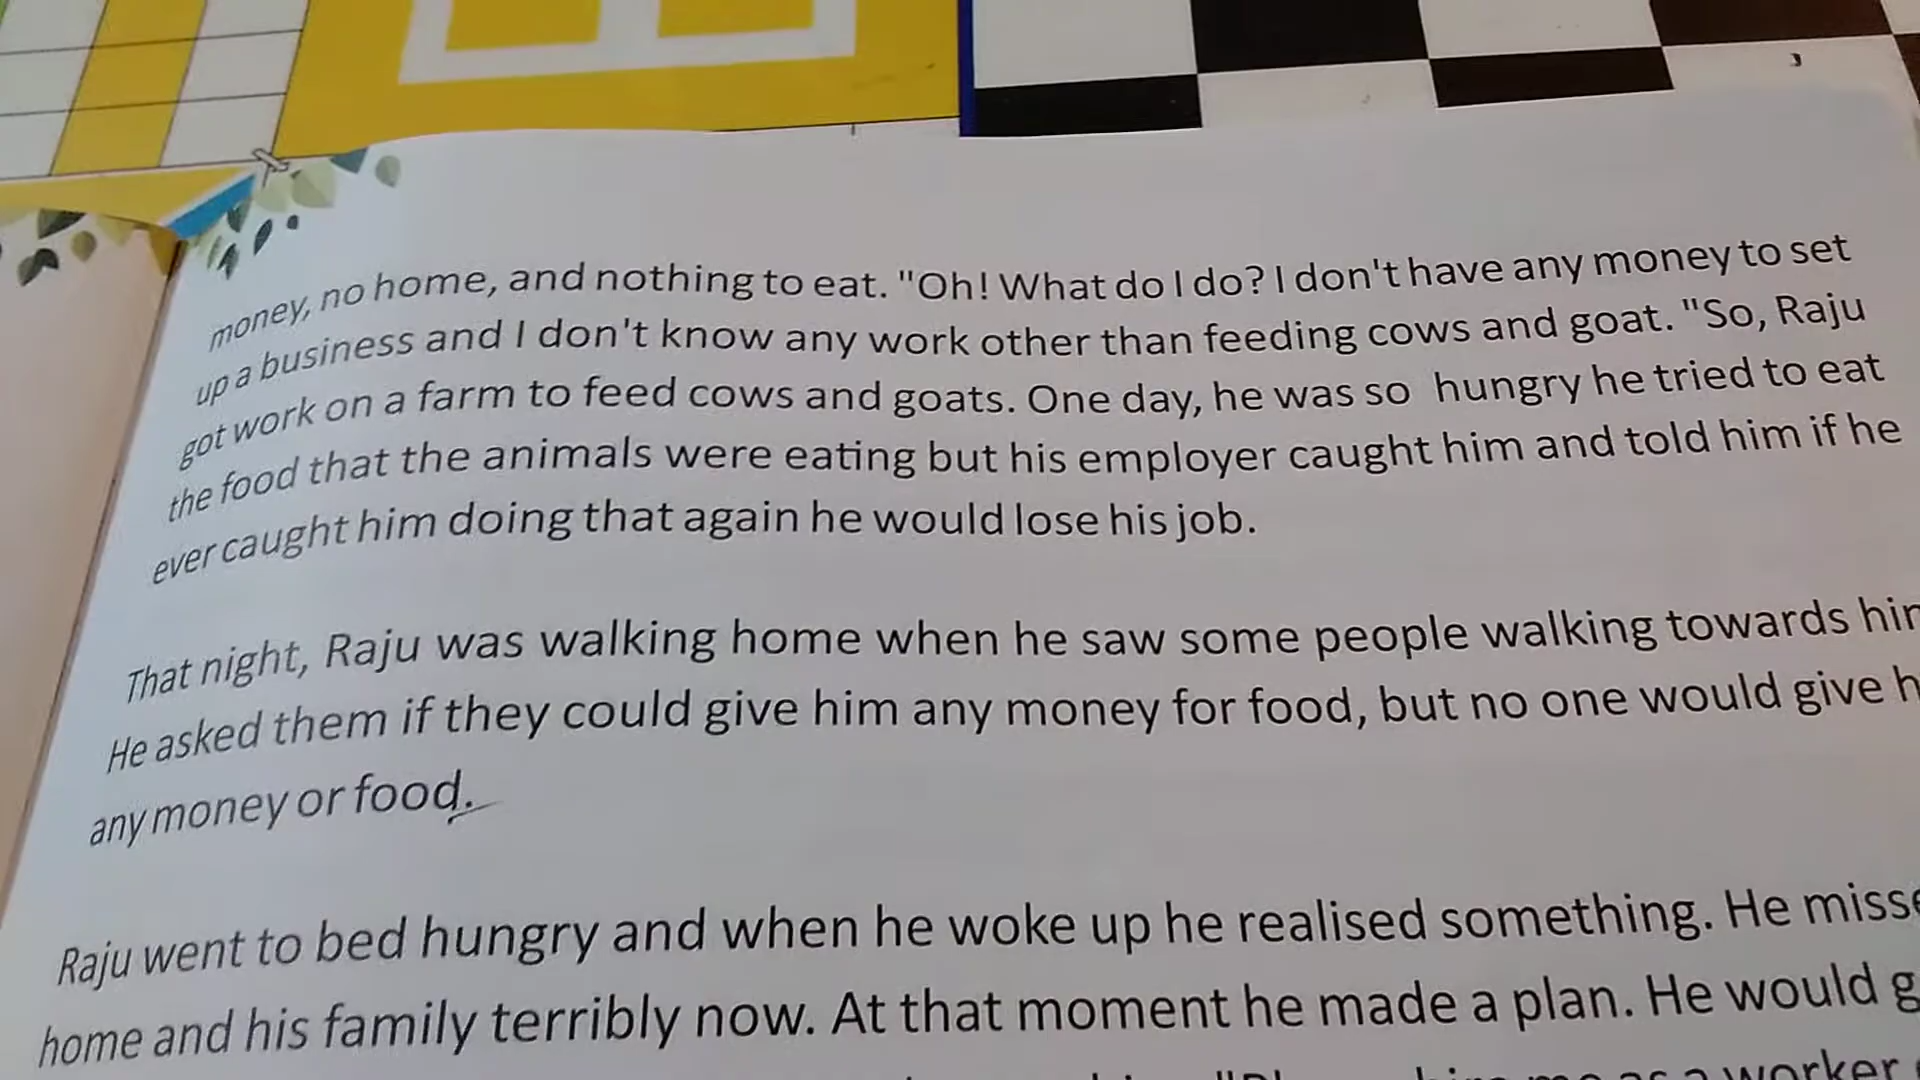 money, no home, and nothing to eat. "Oh! What do I do? I don't have any money to set
up a business and I don't know any work other than feeding cows and goat. "So, Raju
got work on a farm to feed cows and goats. One day, he was so hungry he tried to eat
the food that the animals were eating but his employer caught him and told him if he
ever caught him doing that again he would lose his job.
That night, Raju was walking home when he saw some people walking towards
He asked them if they could give him any money for food, but no one would give
any money or food.
Raju went to bed hungry and when he woke up he realised something. He
home and his family terribly now. At that moment he made a plan. He would
me as a worker